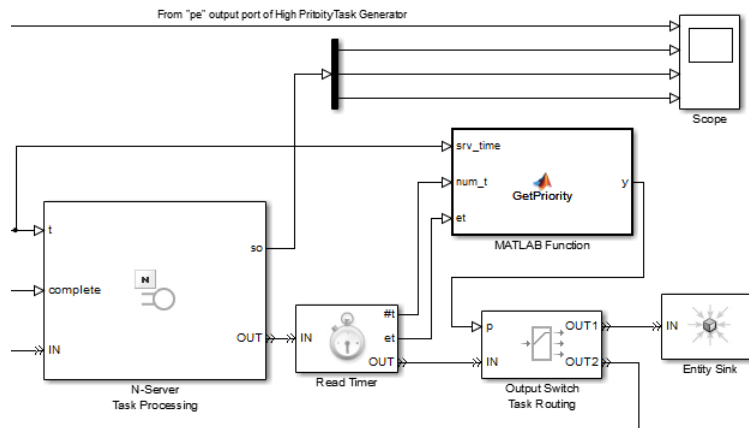 From "pe" output port of High PritoityTask Generator
Scope
srv_time
num_t
et
GetPriority
y
MATLAB Function
t
complete
IN
N
so
OUT
N-Server
Task Processing
IN
#t
et
OUT
Read Timer
p
IN
OUT1
OUT2
Output Switch
Task Routing
IN
Entity Sink